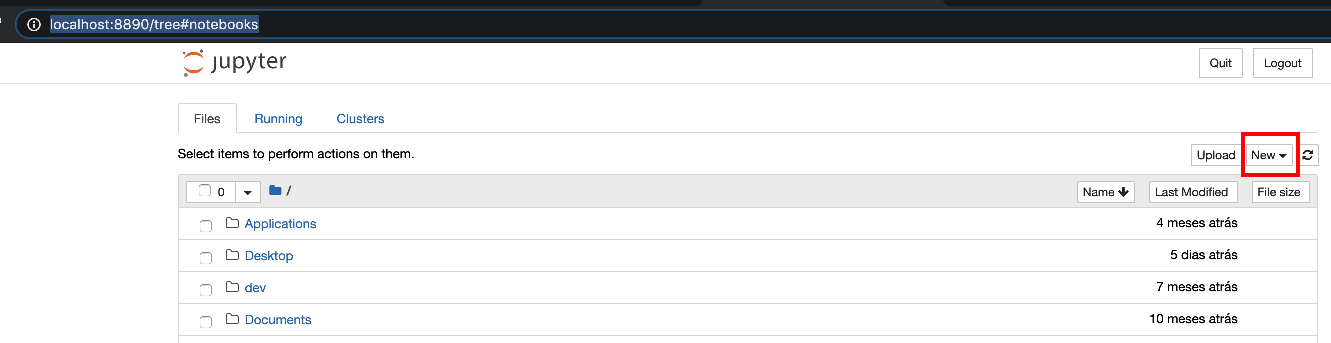 localhost:8890/tree#notebooks
jupyter
Quit Logout
Files Running Clusters
Select items to perform actions on them.
Upload New
0 / Name Last Modified File size
Applications 4 meses atrás
Desktop 5 dias atrás
dev 7 meses atrás
Documents 10 meses atrás